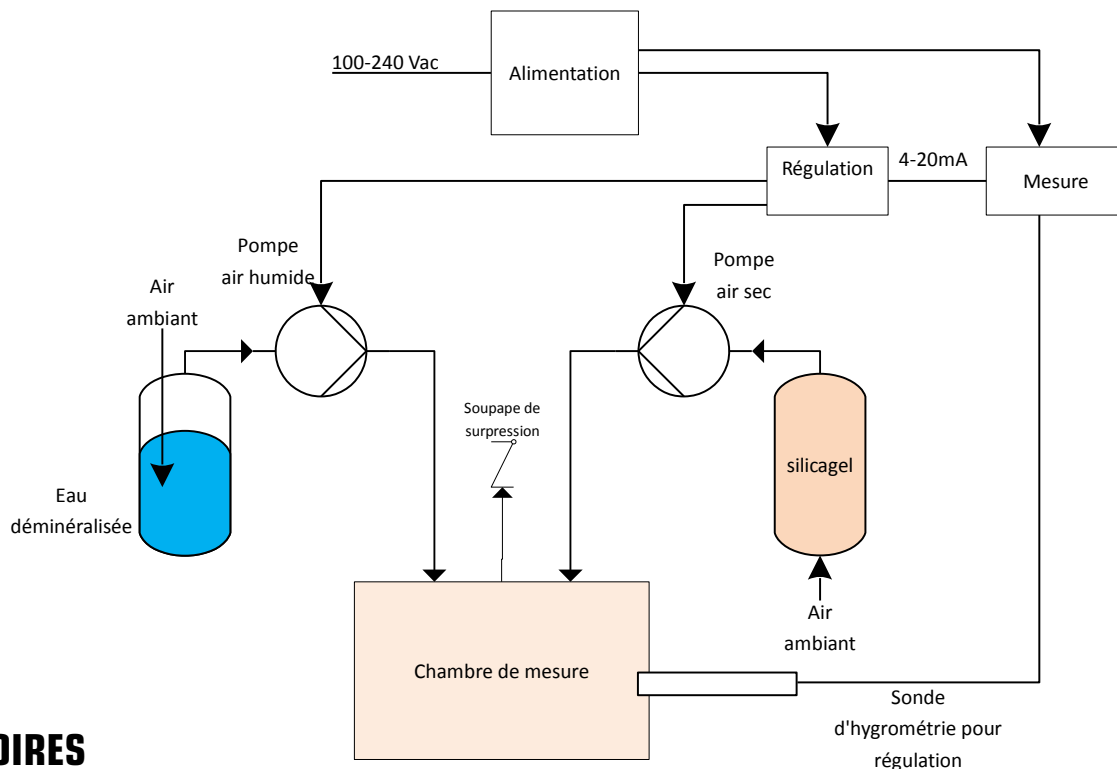 100-240 Vac
Alimentation
Régulation
4-20mA
Mesure
Pompe
air humide
Pompe
air sec
Air
ambiant
Soupape de
surpression
silicagel
Eau
déminéralisée
Air
ambiant
Chambre de mesure
Sonde
d'hygrométrie pour
régulation
OIRES